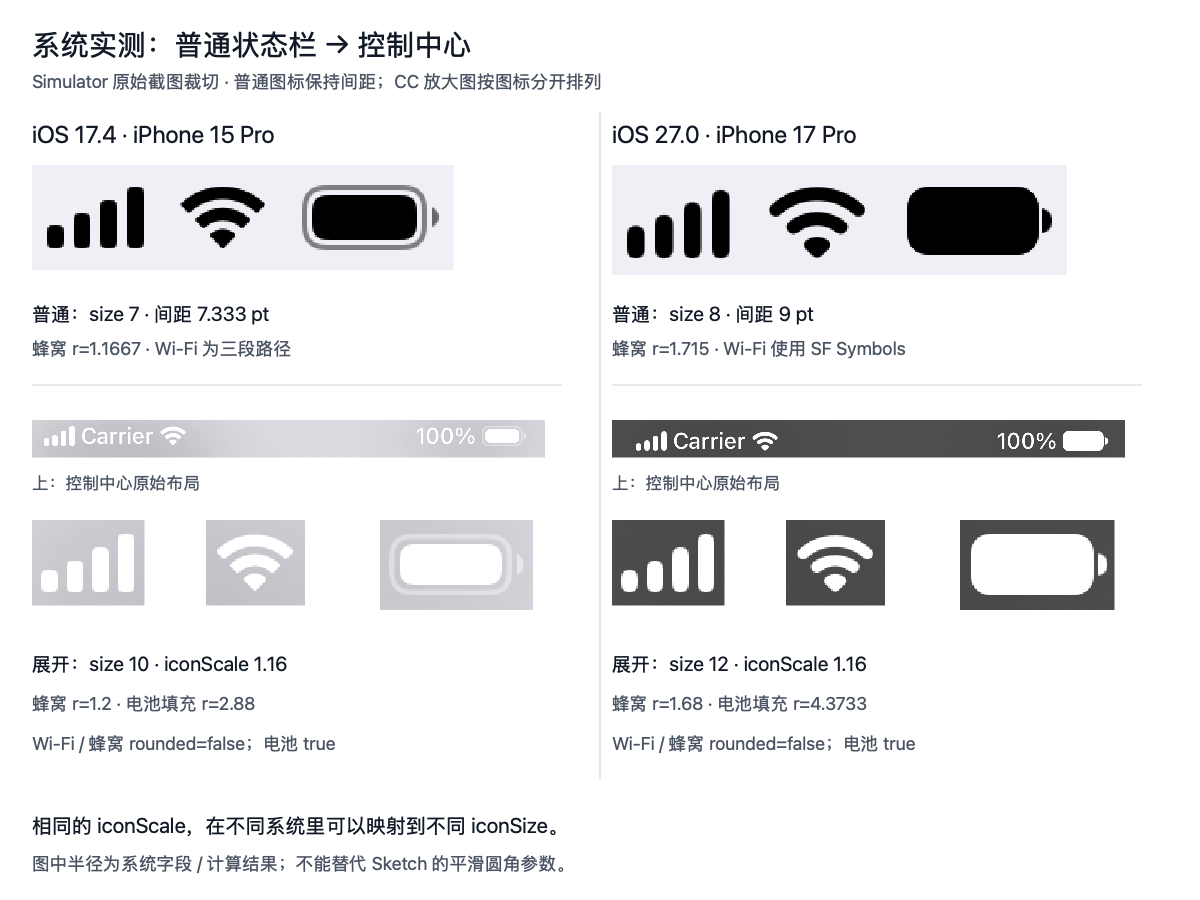 系统实测：普通状态栏 → 控制中心
Simulator 原始截图裁切 · 普通图标保持间距；CC 放大图按图标分开排列
iOS 17.4 · iPhone 15 Pro
普通：size 7 · 间距 7.333 pt
蜂窝 r=1.1667 · Wi-Fi 为三段路径
Carrier 100%
上：控制中心原始布局
展开：size 10 · iconScale 1.16
蜂窝 r=1.2 · 电池填充 r=2.88
Wi-Fi / 蜂窝 rounded=false；电池 true
iOS 27.0 · iPhone 17 Pro
普通：size 8 · 间距 9 pt
蜂窝 r=1.715 · Wi-Fi 使用 SF Symbols
Carrier 100%
上：控制中心原始布局
展开：size 12 · iconScale 1.16
蜂窝 r=1.68 · 电池填充 r=4.3733
Wi-Fi / 蜂窝 rounded=false；电池 true
相同的 iconScale，在不同系统里可以映射到不同 iconSize。
图中半径为系统字段 / 计算结果；不能替代 Sketch 的平滑圆角参数。